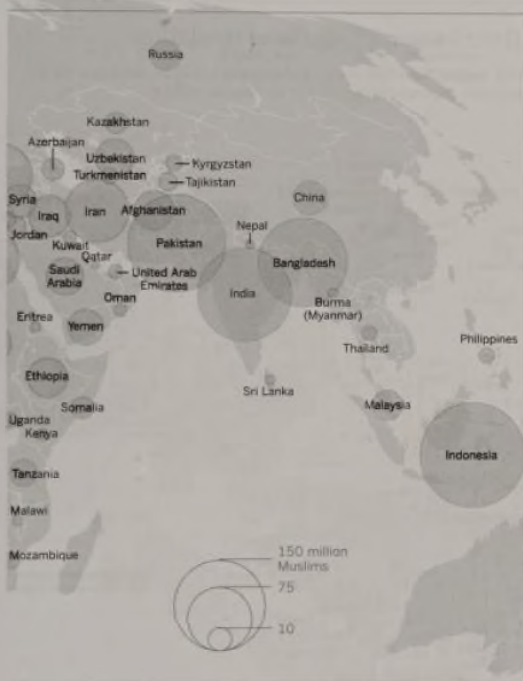 Russia
Kazakhstan
Azerbaijan
Uzbekistan
Kyrgyzstan
Turkmenistan
Tajikistan
Syria
Iraq
Iran
Afghanistan
China
Jordan
Kuwait
Pakistan
Nepal
Qatar
Bangladesh
Saudi
Arabia
United Arab
Emirates
India
Oman
Burma
(Myanmar)
Eritrea
Yemen
Thailand
Philippines
Ethiopia
Sri Lanka
Somalia
Malaysia
Uganda
Kenya
Indonesia
Tanzania
Malawi
Mozambique
150 million
Muslims
75
10